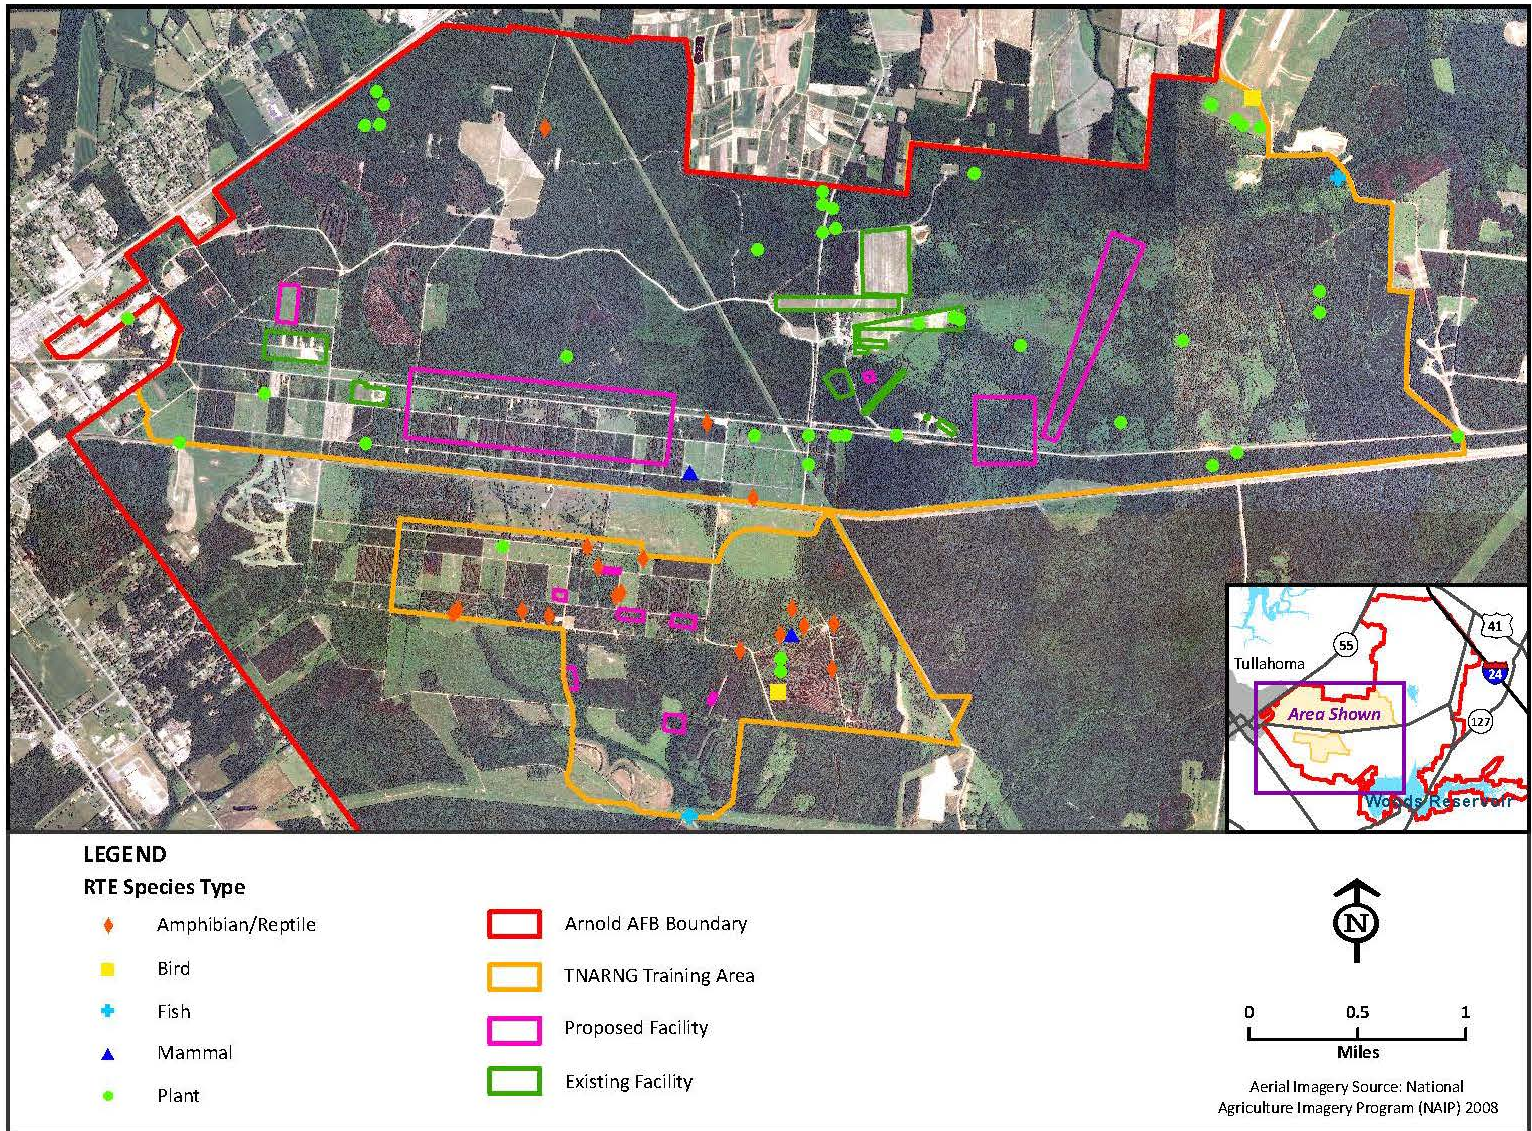 55
41
24
Tullahoma
Area Shown
127
Woods Reservoir
LEGEND
RTE Species Type
Amphibian/Reptile
Bird
Fish
Mammal
Plant
Arnold AFB Boundary
TNARNG Training Area
Proposed Facility
Existing Facility
N
0 0.5 1
Miles
Aerial Imagery Source: National
Agriculture Imagery Program (NAIP) 2008